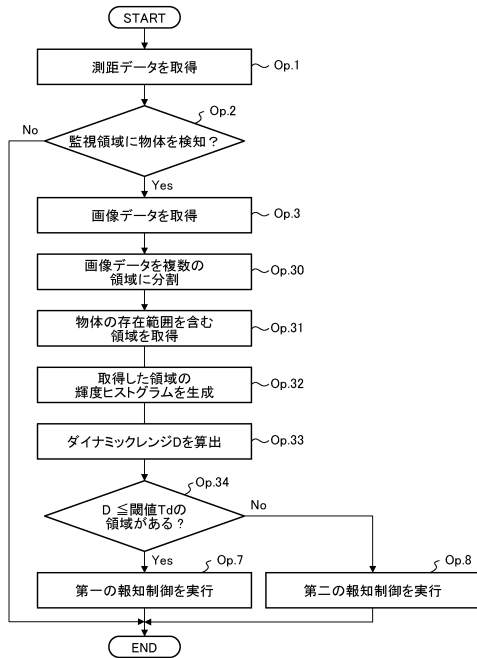 START
測距データを取得
Op.1
Op.2
監視領域に物体を検知？
No
Yes
画像データを取得
Op.3
画像データを複数の
領域に分割
Op.30
物体の存在範囲を含む
領域を取得
Op.31
取得した領域の
輝度ヒストグラムを生成
Op.32
ダイナミックレンジDを算出
Op.33
Op.34
D ≦閾値Tdの
領域がある？
No
Yes
Op.7
第一の報知制御を実行
Op.8
第二の報知制御を実行
END